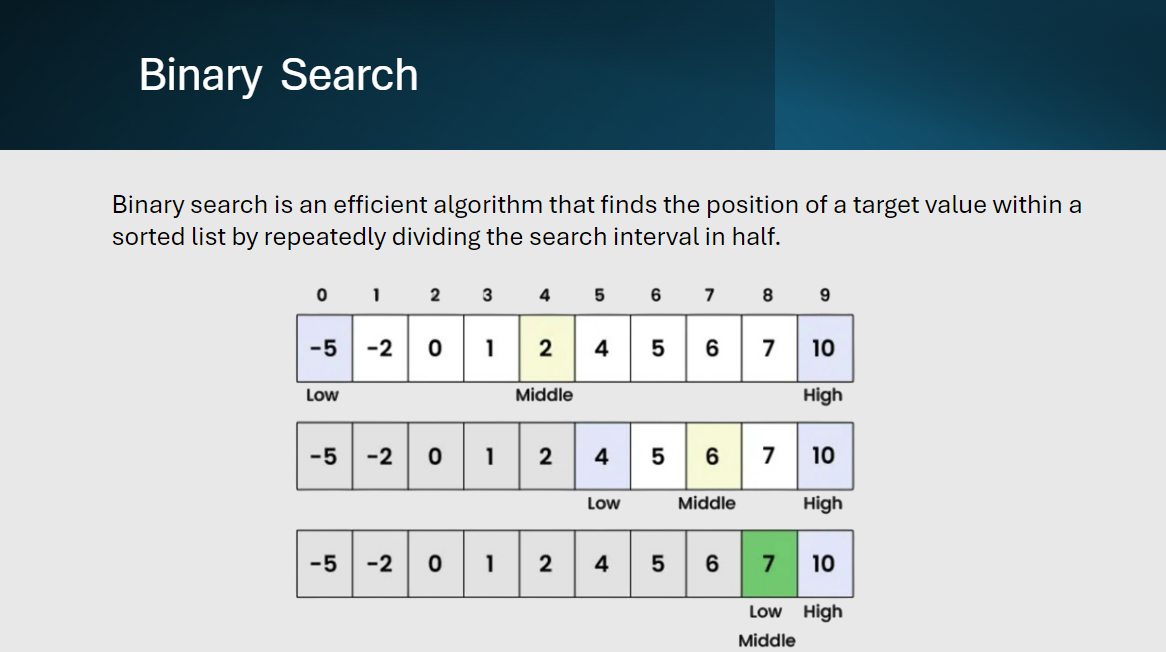 Binary Search
Binary search is an efficient algorithm that finds the position of a target value within a
sorted list by repeatedly dividing the search interval in half.
0 1 2 3 4 5 6 7 8 9
-5 -2 0 1 2 4 5 6 7 10
Low Middle High
-5 -2 0 1 2 4 5 6 7 10
Low Middle High
-5 -2 0 1 2 4 5 6 7 10
Low High
Middle